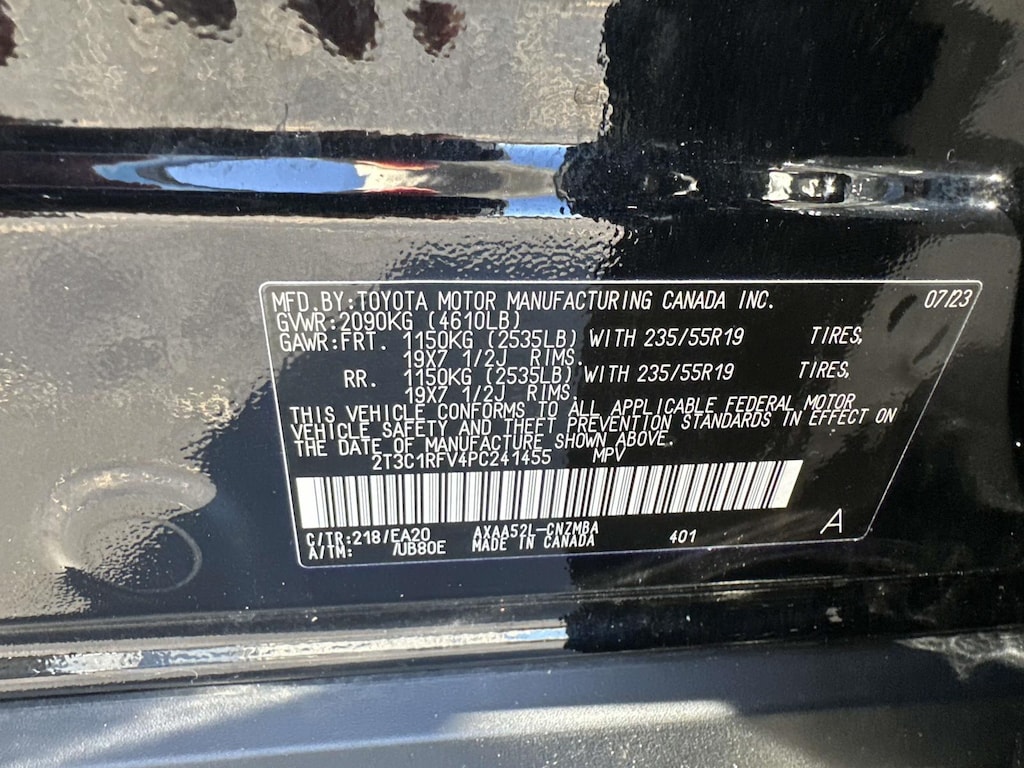 MFD.BY:TOYOTA MOTOR MANUFACTURING CANADA INC. 07/23
GVWR:2090KG (4610LB)
GAWR:FRT. 1150KG (2535LB) WITH 235/55R19 TIRES,
19X7 1/2J RIMS.
RR. 1150KG (2535LB) WITH 235/55R19 TIRES,
19X7 1/2J RIMS.
THIS VEHICLE CONFORMS TO ALL APPLICABLE FEDERAL MOTOR
VEHICLE SAFETY AND THEFT PREVENTION STANDARDS IN EFFECT ON
THE DATE OF MANUFACTURE SHOWN ABOVE.
2T3C1RFV4PC241455 MPV
C/TR:218/EA20 AXAA52L-CNZMBA
A/TM: /UB80E MADE IN CANADA 401 A